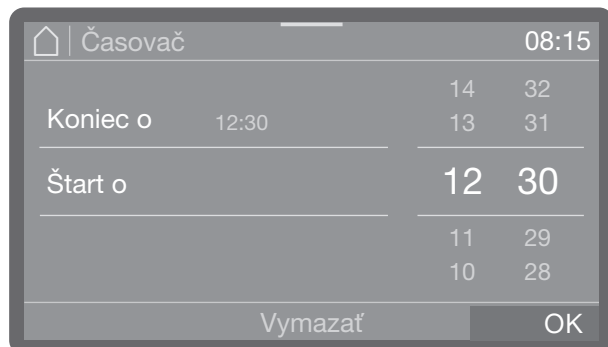 Časovač 08:15
14 32
Koniec o 12:30 13 31
Štart o 12 30
11 29
10 28
Vymazať OK